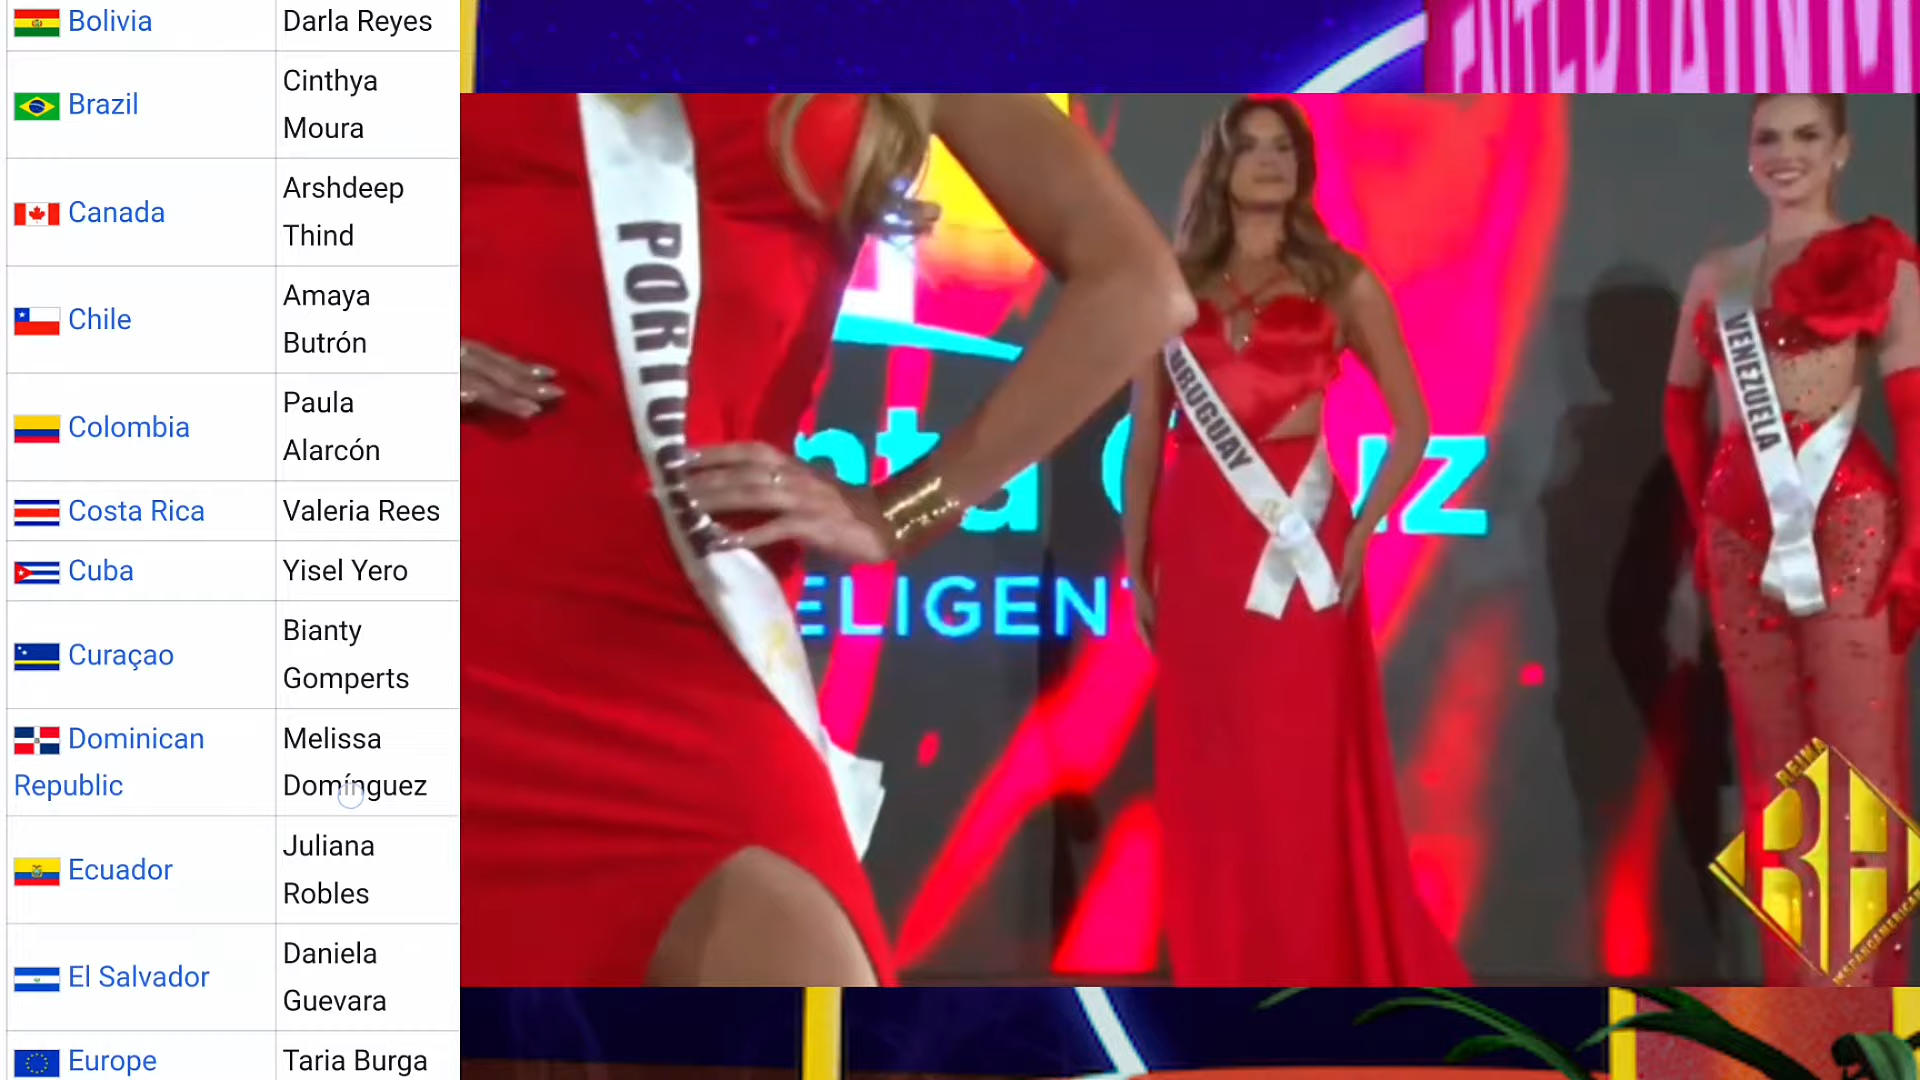 Bolivia
Darla Reyes
Brazil
Cinthya
Moura
Canada
Arshdeep
Thind
Chile
Amaya
Butrón
Colombia
Paula
Alarcón
Costa Rica
Valeria Rees
Cuba
Yisel Yero
Curaçao
Bianty
Gomperts
Dominican
Republic
Melissa
Domínguez
Ecuador
Juliana
Robles
El Salvador
Daniela
Guevara
Europe
Taria Burga
PORTUGAL
URUGUAY
VENEZUELA
ELIGENT
REINA
RH
HISPANOAMERICANA